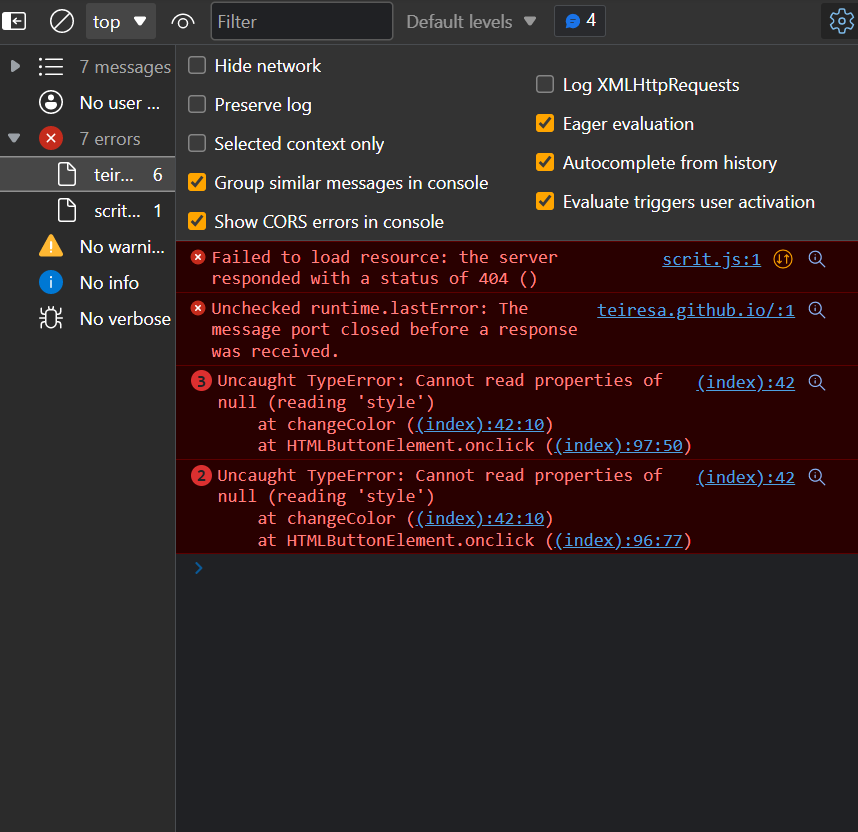 top
Filter
Default levels
4
7 messages
No user ...
7 errors
teir... 6
scrit... 1
No warni...
No info
No verbose
Hide network
Preserve log
Selected context only
Group similar messages in console
Show CORS errors in console
Log XMLHttpRequests
Eager evaluation
Autocomplete from history
Evaluate triggers user activation
Failed to load resource: the server scrit.js:1
responded with a status of 404 ()
Unchecked runtime.lastError: The teiresa.github.io/:1
message port closed before a response
was received.
3 Uncaught TypeError: Cannot read properties of (index):42
null (reading 'style')
at changeColor ((index):42:10)
at HTMLButtonElement.onclick ((index):97:50)
2 Uncaught TypeError: Cannot read properties of (index):42
null (reading 'style')
at changeColor ((index):42:10)
at HTMLButtonElement.onclick ((index):96:77)